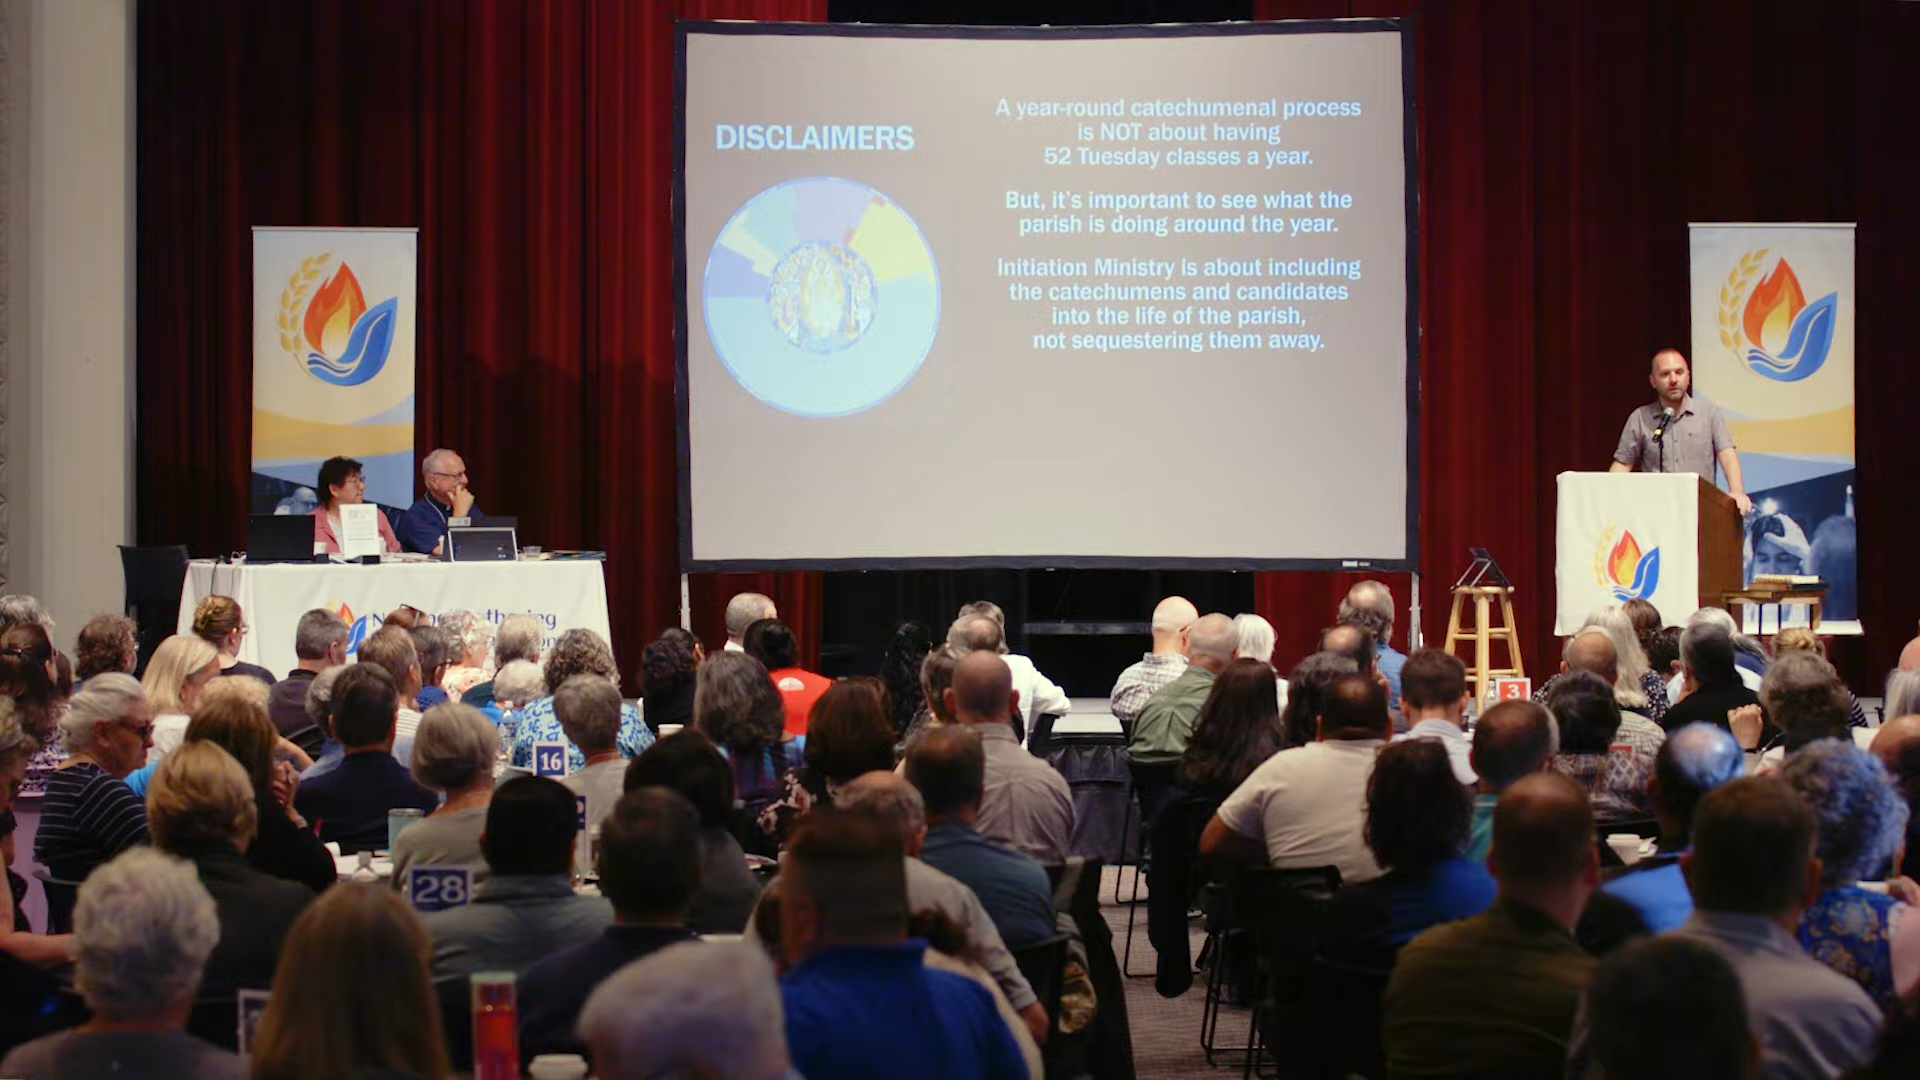 DISCLAIMERS
A year-round catechumenal process
is NOT about having
52 Tuesday classes a year.
But, it's important to see what the
parish is doing around the year.
Initiation Ministry is about including
the catechumens and candidates
into the life of the parish,
not sequestering them away.
3
16
28